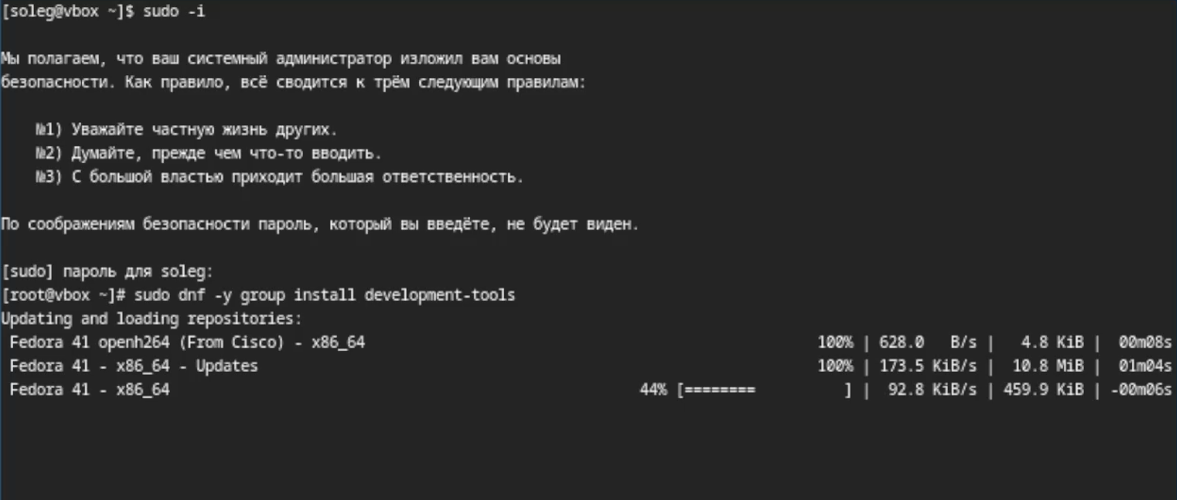 [soleg@vbox ~]$ sudo -i
Мы полагаем, что ваш системный администратор изложил вам основы
безопасности. Как правило, всё сводится к трём следующим правилам:
№1) Уважайте частную жизнь других.
№2) Думайте, прежде чем что-то вводить.
№3) С большой властью приходит большая ответственность.
По соображениям безопасности пароль, который вы введёте, не будет виден.
[sudo] пароль для soleg:
[root@vbox ~]# sudo dnf -y group install development-tools
Updating and loading repositories:
Fedora 41 openh264 (From Cisco) - x86_64 100% | 628.0 B/s | 4.8 KiB | 00m08s
Fedora 41 - x86_64 - Updates 100% | 173.5 KiB/s | 10.8 MiB | 01m04s
Fedora 41 - x86_64 44% [======== ] | 92.8 KiB/s | 459.9 KiB | -00m06s